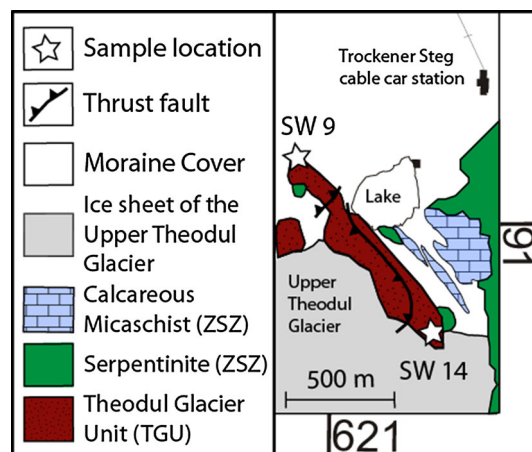 Sample location
Thrust fault
Moraine Cover
Ice sheet of the
Upper Theodul
Glacier
Calcareous
Micaschist (ZSZ)
Serpentinite (ZSZ)
Theodul Glacier
Unit (TGU)
Trockener Steg
cable car station
SW 9
Lake
Upper
Theodul
Glacier
SW 14
500 m
91
621